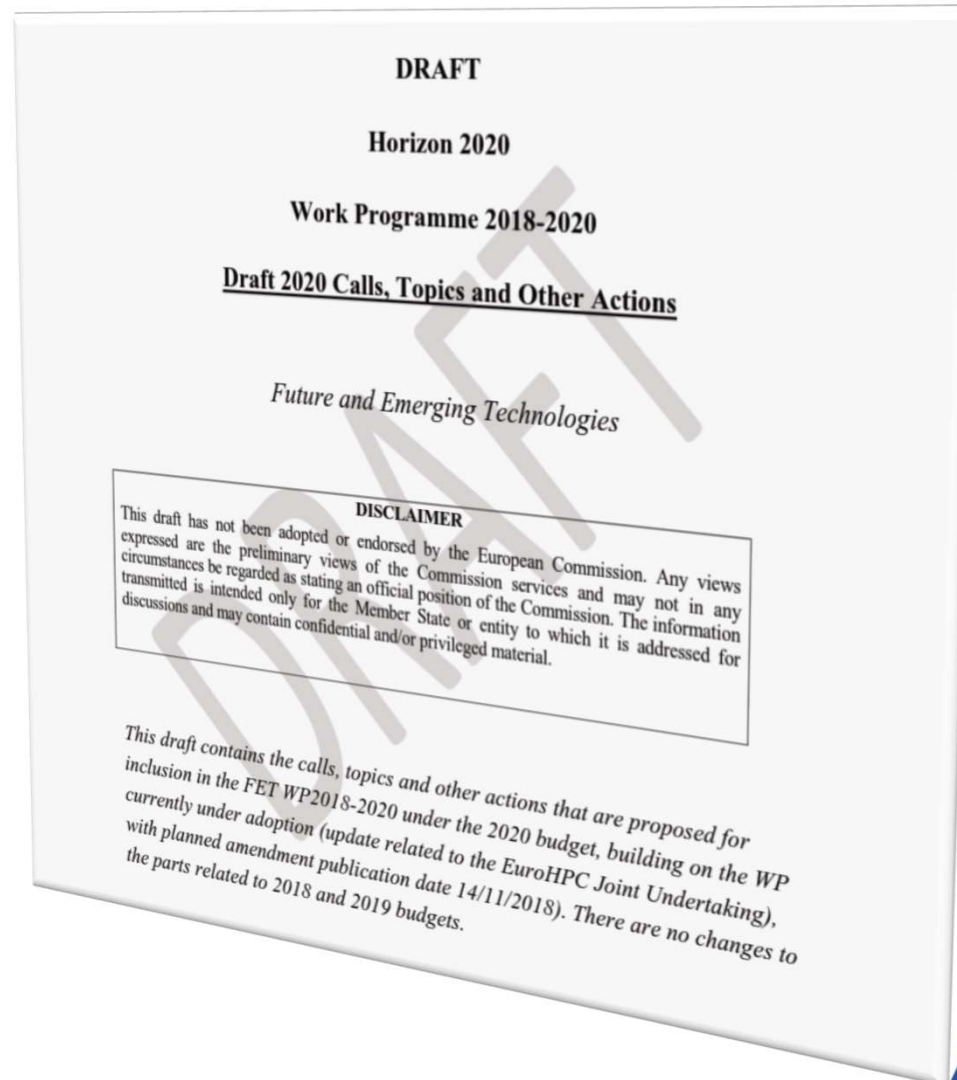 DRAFT
Horizon 2020
Work Programme 2018-2020
Draft 2020 Calls, Topics and Other Actions
Future and Emerging Technologies
DISCLAIMER
This draft has not been adopted or endorsed by the European Commission. Any views
expressed are the preliminary views of the Commission services and may not in any
circumstances be regarded as stating an official position of the Commission. The information
transmitted is intended only for the Member State or entity to which it is addressed for
discussions and may contain confidential and/or privileged material.
This draft contains the calls, topics and other actions that are proposed for
inclusion in the FET WP2018-2020 under the 2020 budget, building on the WP
currently under adoption (update related to the EuroHPC Joint Undertaking),
with planned amendment publication date 14/11/2018). There are no changes to
the parts related to 2018 and 2019 budgets.
DRAFT